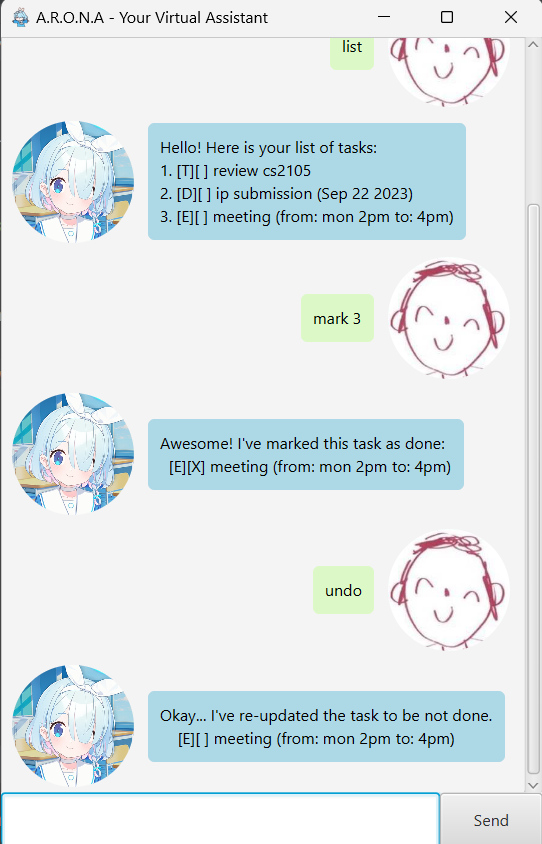 A.R.O.N.A - Your Virtual Assistant
list
Hello! Here is your list of tasks:
1. [T][ ] review cs2105
2. [D][ ] ip submission (Sep 22 2023)
3. [E][ ] meeting (from: mon 2pm to: 4pm)
mark 3
Awesome! I've marked this task as done:
[E][X] meeting (from: mon 2pm to: 4pm)
undo
Okay... I've re-updated the task to be not done.
[E][ ] meeting (from: mon 2pm to: 4pm)
Send